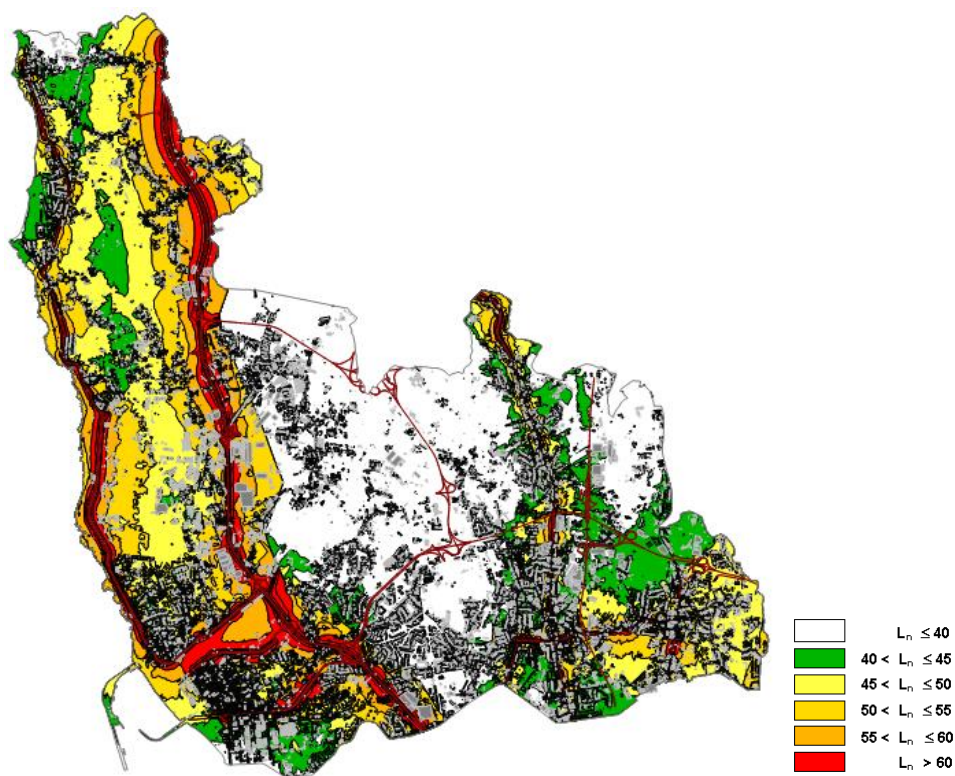 Lₙ ≤ 40
40 < Lₙ ≤ 45
45 < Lₙ ≤ 50
50 < Lₙ ≤ 55
55 < Lₙ ≤ 60
Lₙ > 60